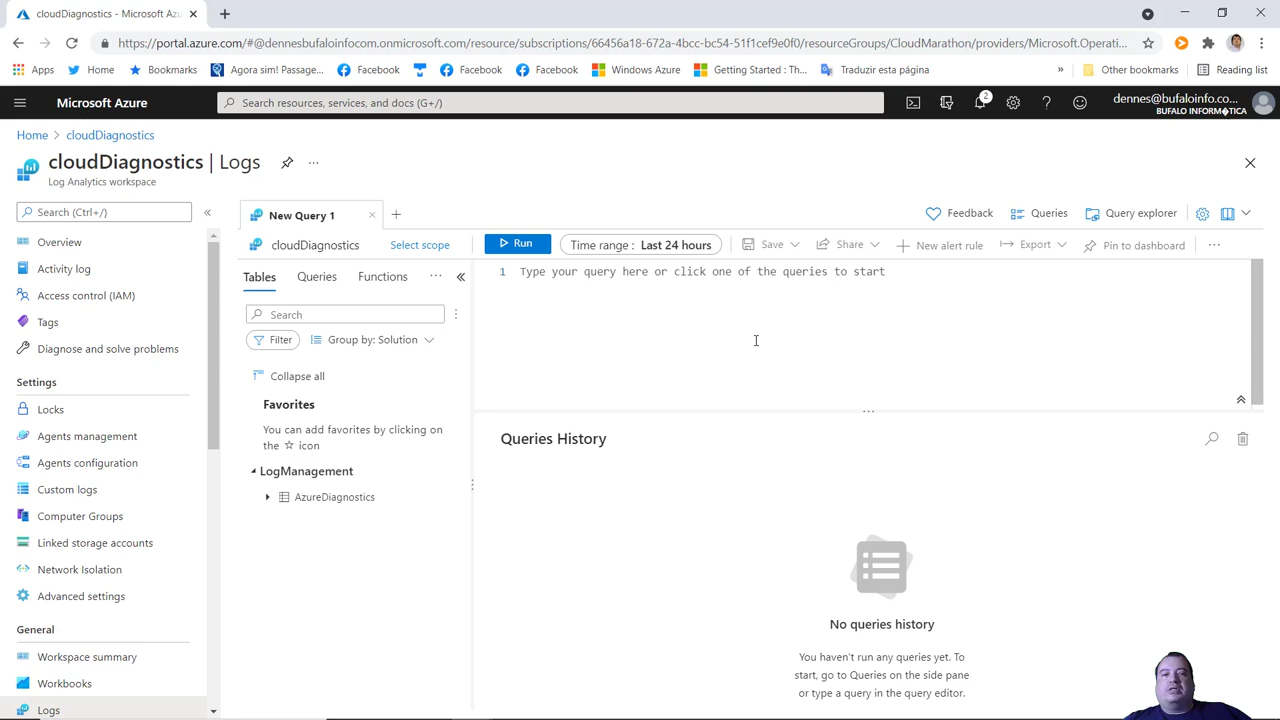 cloudDiagnostics - Microsoft Az
https://portal.azure.com/#@dennesbufaloinfocom.onmicrosoft.com/resource/subscriptions/66456a18-672a-4bcc-bc54-51f1cef9e0f0/resourceGroups/CloudMarathon/providers/Microsoft.Operati...
Apps
Home
Bookmarks
Agora sim! Passage...
Facebook
Facebook
Facebook
Windows Azure
Getting Started : Th...
Traduzir esta página
»
Other bookmarks
Reading list
Microsoft Azure
Search resources, services, and docs (G+/)
2
dennes@bufaloinfo.co...
BUFALO INFORM�TICA
Home > cloudDiagnostics
cloudDiagnostics | Logs
...
Log Analytics workspace
Search (Ctrl+/)
«
Overview
Activity log
Access control (IAM)
Tags
Diagnose and solve problems
Settings
Locks
Agents management
Agents configuration
Custom logs
Computer Groups
Linked storage accounts
Network Isolation
Advanced settings
General
Workspace summary
Workbooks
Logs
New Query 1
Feedback
Queries
Query explorer
cloudDiagnostics
Select scope
Run
Time range : Last 24 hours
Save
Share
New alert rule
Export
Pin to dashboard
...
Tables
Queries
Functions
...
«
Search
Filter
Group by: Solution
Collapse all
Favorites
You can add favorites by clicking on
the ☆ icon
LogManagement
AzureDiagnostics
1 Type your query here or click one of the queries to start
Queries History
No queries history
You haven't run any queries yet. To
start, go to Queries on the side pane
or type a query in the query editor.